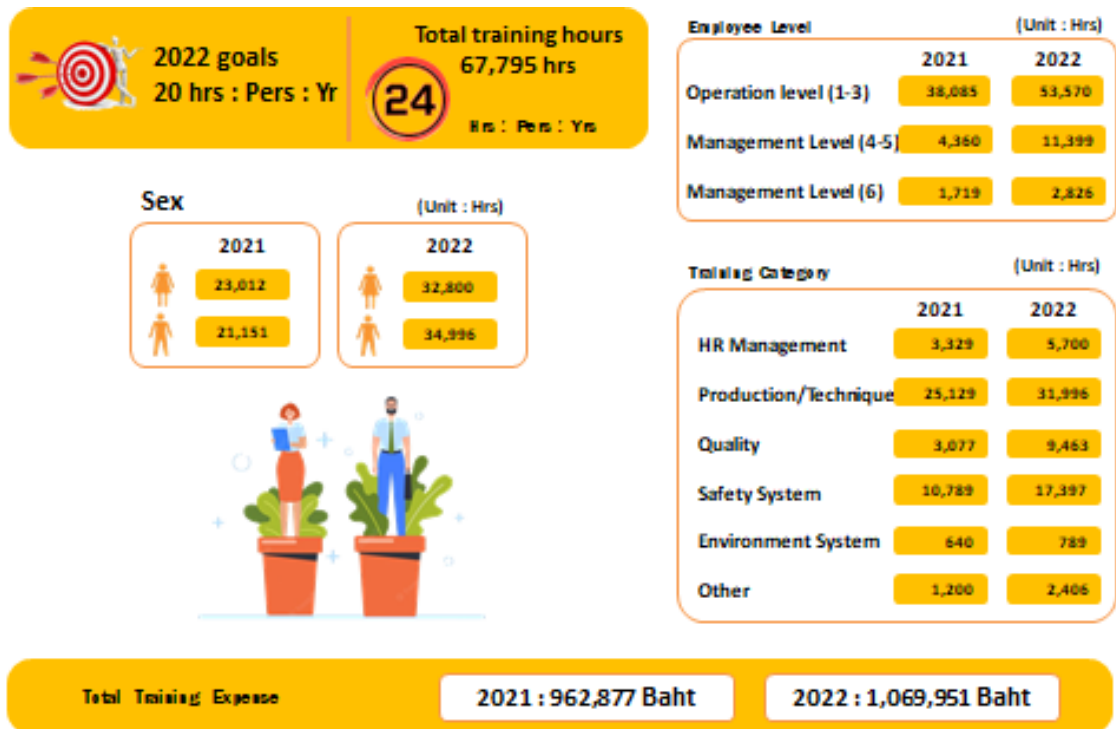 2022 goals
20 hrs : Pers : Yr
Total training hours
67,795 hrs
24
Hrs : Pers : Yrs
Sex
(Unit : Hrs)
2021
23,012
21,151
2022
32,800
34,996
Employee Level
(Unit : Hrs)
2021 2022
Operation level (1-3) 38,085 53,570
Management Level (4-5) 4,360 11,399
Management Level (6) 1,719 2,826
Training Category
(Unit : Hrs)
2021 2022
HR Management 3,329 5,700
Production/Technique 25,129 31,996
Quality 3,077 9,463
Safety System 10,789 17,397
Environment System 640 789
Other 1,200 2,406
Total Training Expense
2021 : 962,877 Baht
2022 : 1,069,951 Baht